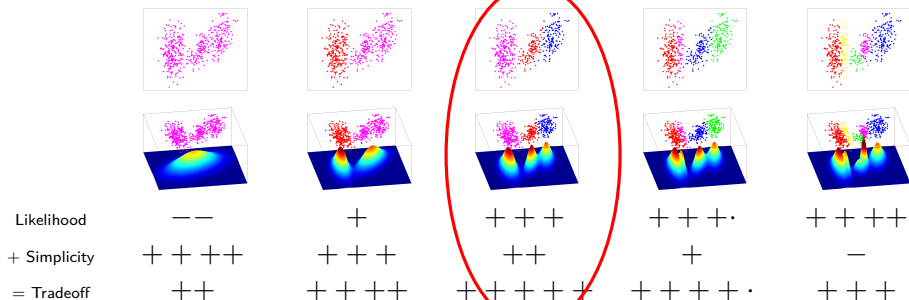 Likelihood −− + + + + + + +· + + ++
+ Simplicity + + ++ + + + ++ + −
= Tradeoff ++ + + ++ + + + + + + + + + · + + +